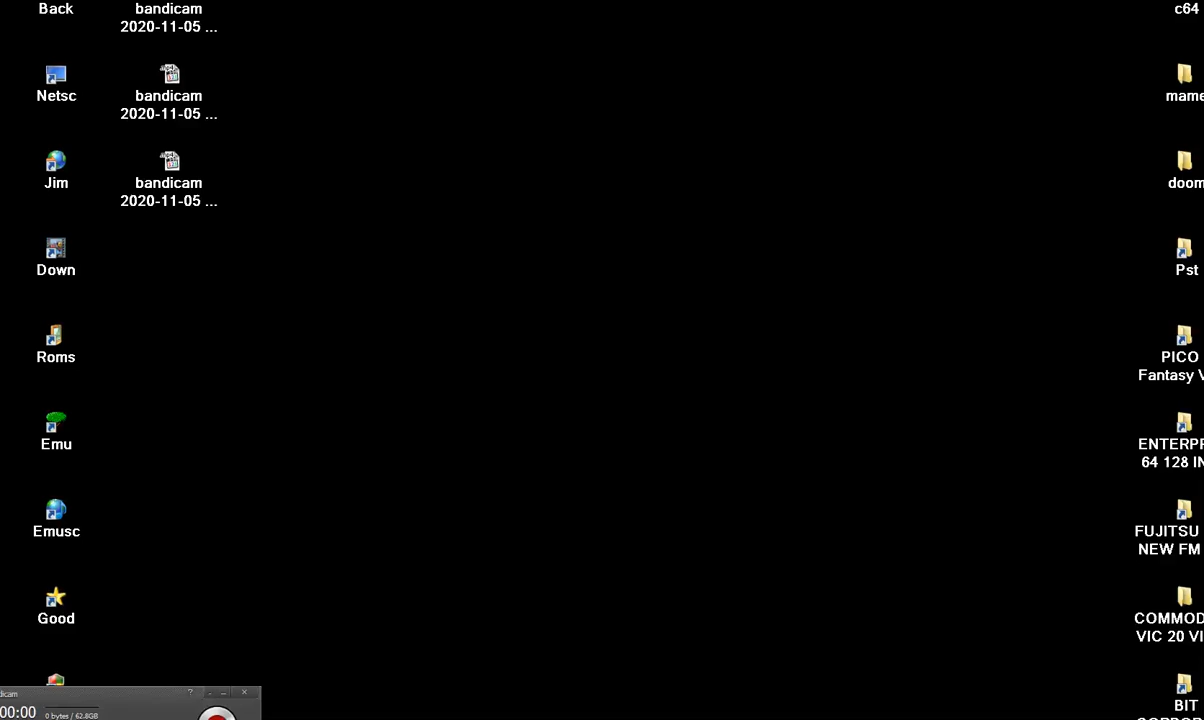 Back
Netsc
Jim
Down
Roms
Emu
Emusc
Good
bandicam
2020-11-05 ...
bandicam
2020-11-05 ...
bandicam
2020-11-05 ...
c64
mame
doom
Pst
PICO
Fantasy V
ENTERPR
64 128 IN
FUJITSU
NEW FM
COMMOD
VIC 20 VI
BIT
dicam
?
00:00
0 bytes / 62.8GB